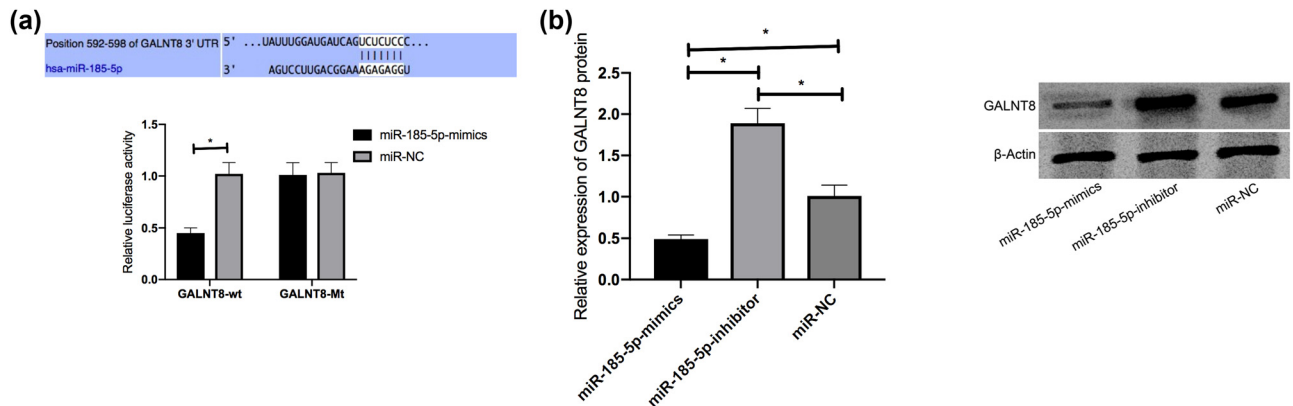 (a)
Position 592-598 of GALNT8 3' UTR 5' ...UAUUUGGAUGAUCAGUCUCUCCC...
hsa-miR-185-5p 3' AGUCCUUGACGGAAAGAGAGGU
Relative luciferase activity
1.5
1.0
0.5
0.0
*
GALNT8-wt
GALNT8-Mt
miR-185-5p-mimics
miR-NC
(b)
Relative expression of GALNT8 protein
2.5
2.0
1.5
1.0
0.5
0.0
*
*
*
miR-185-5p-mimics
miR-185-5p-inhibitor
miR-NC
GALNT8
β-Actin
miR-185-5p-mimics
miR-185-5p-inhibitor
miR-NC